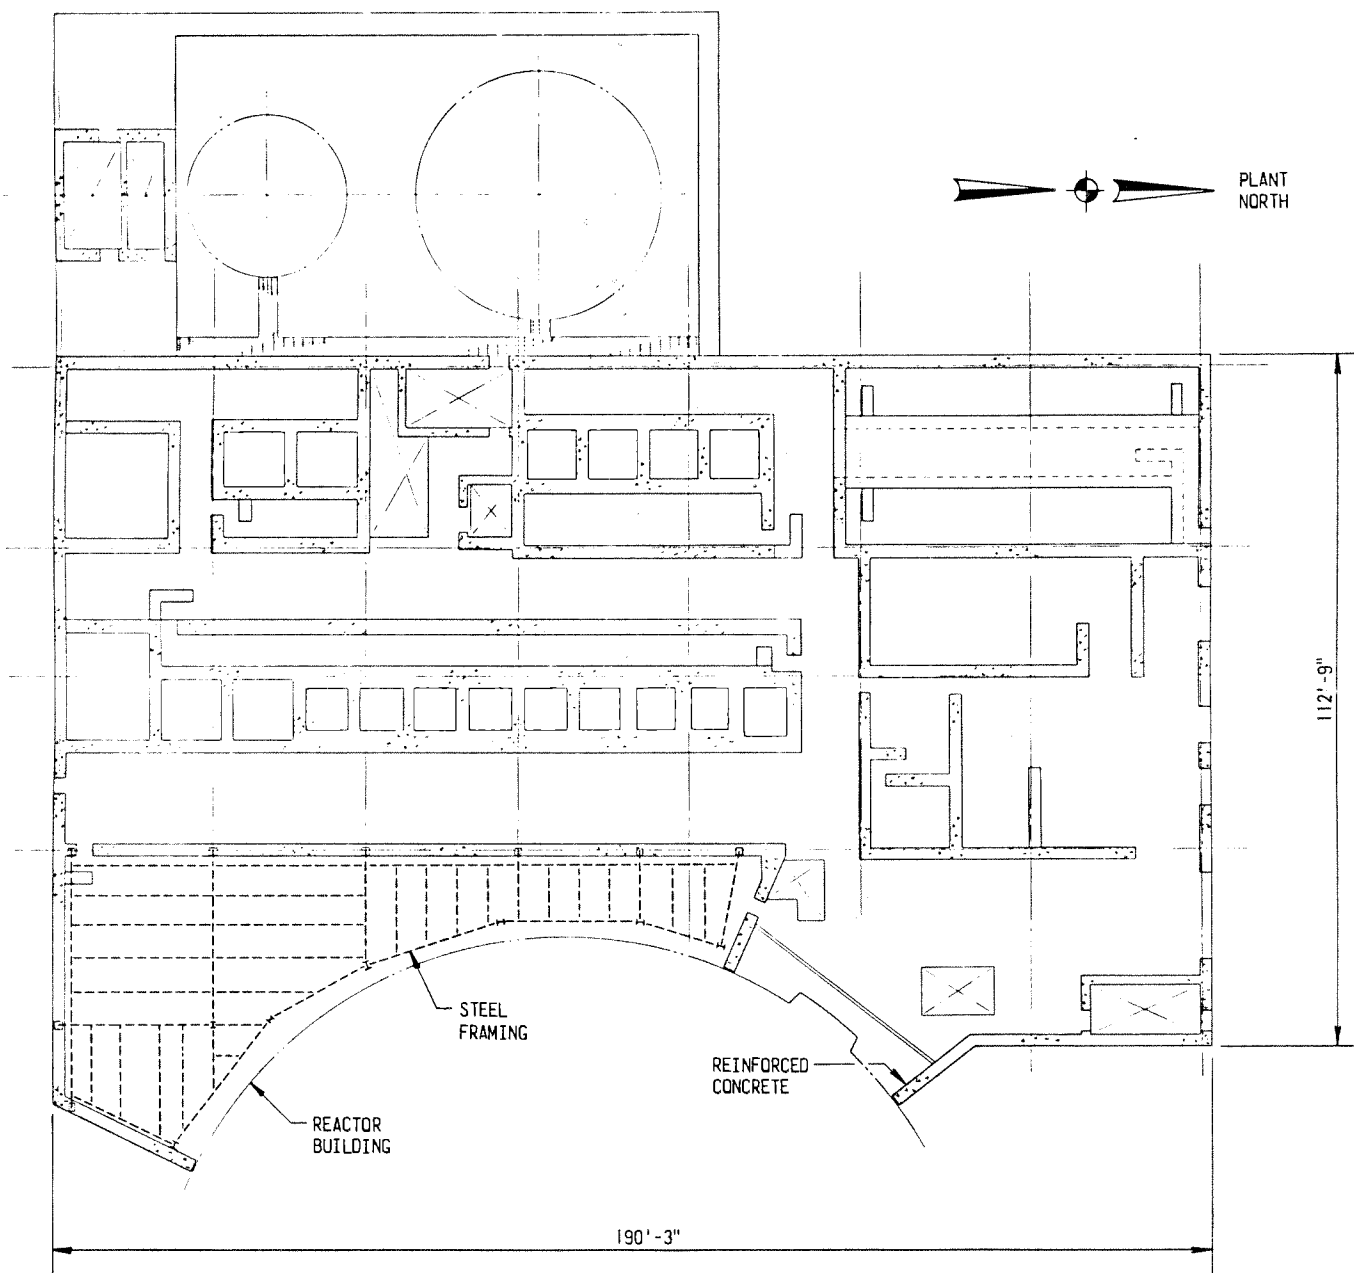 PLANT
NORTH
112'-9"
STEEL
FRAMING
REINFORCED
CONCRETE
REACTOR
BUILDING
190'-3"